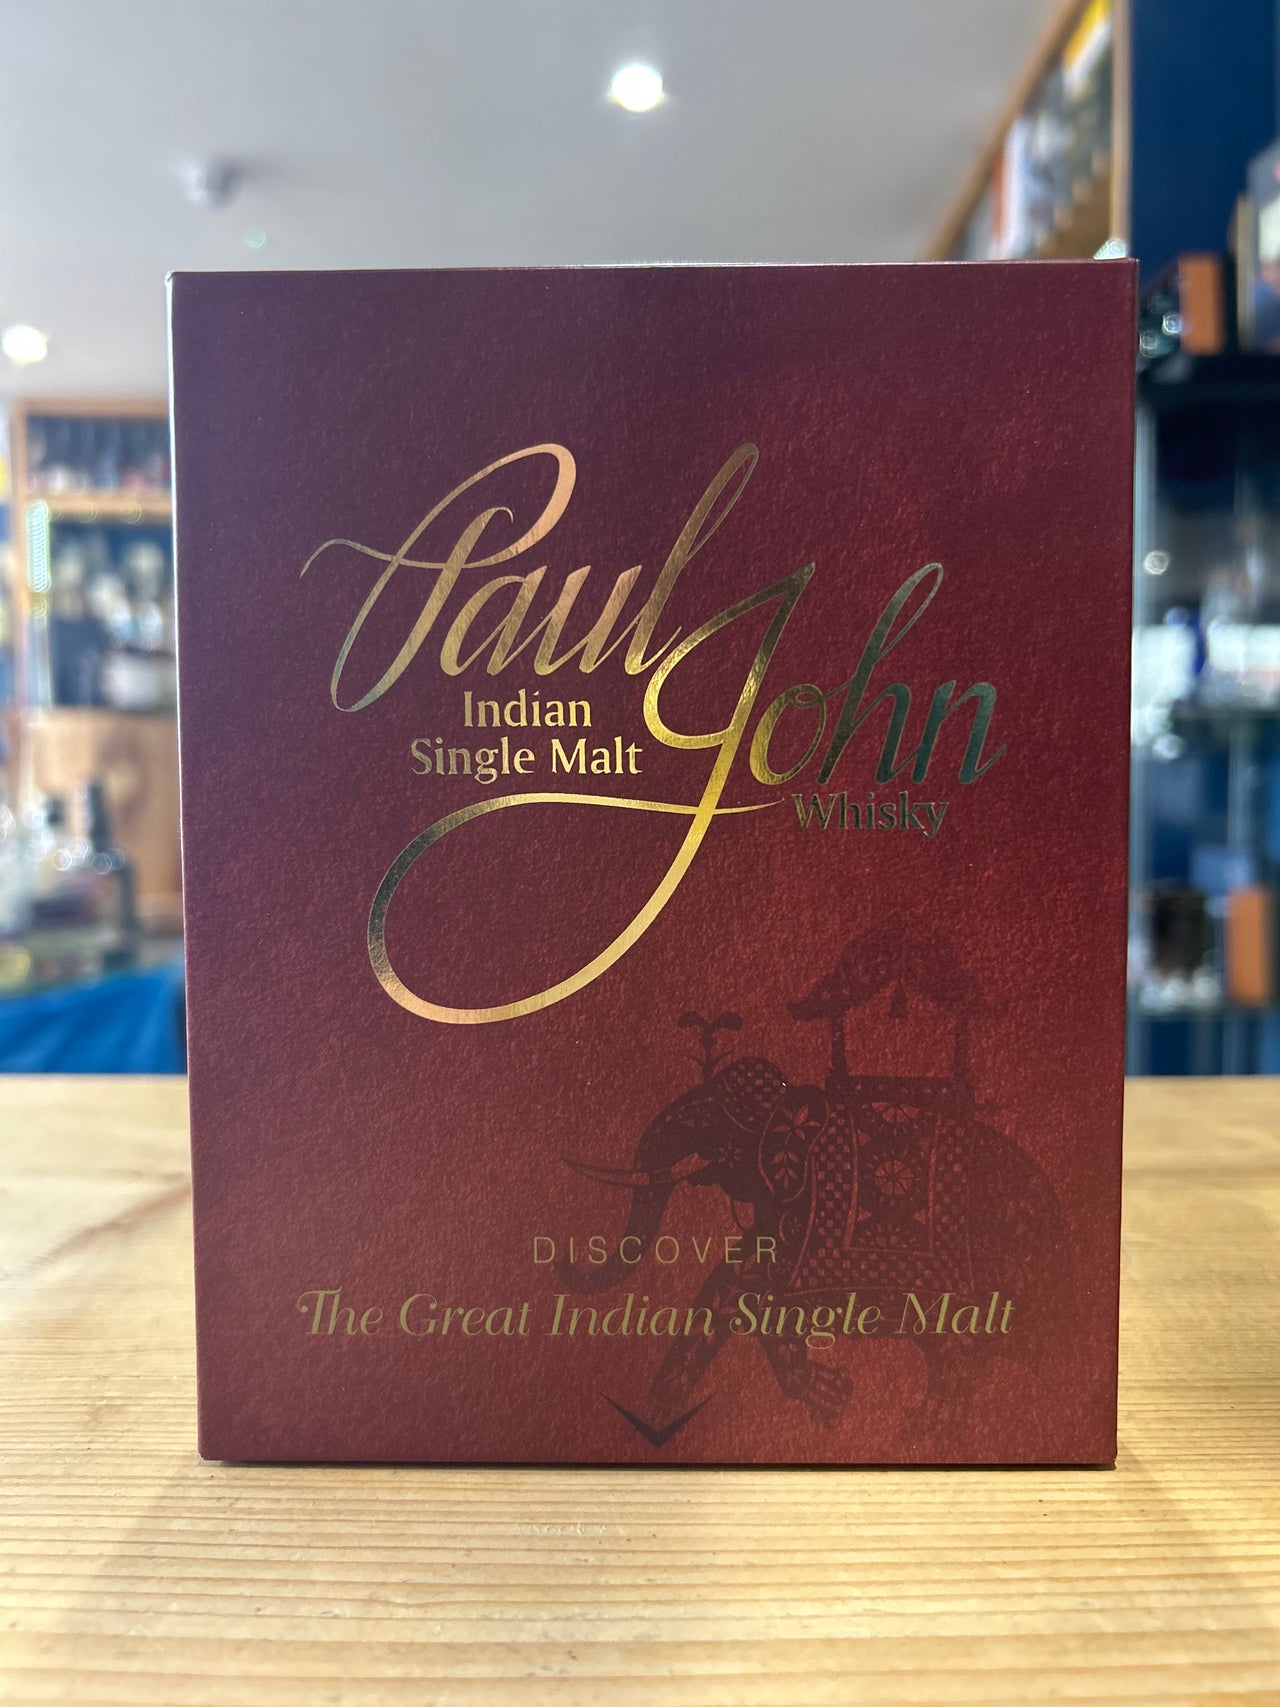 Paul John
Indian
Single Malt
Whisky
DISCOVER
The Great Indian Single Malt